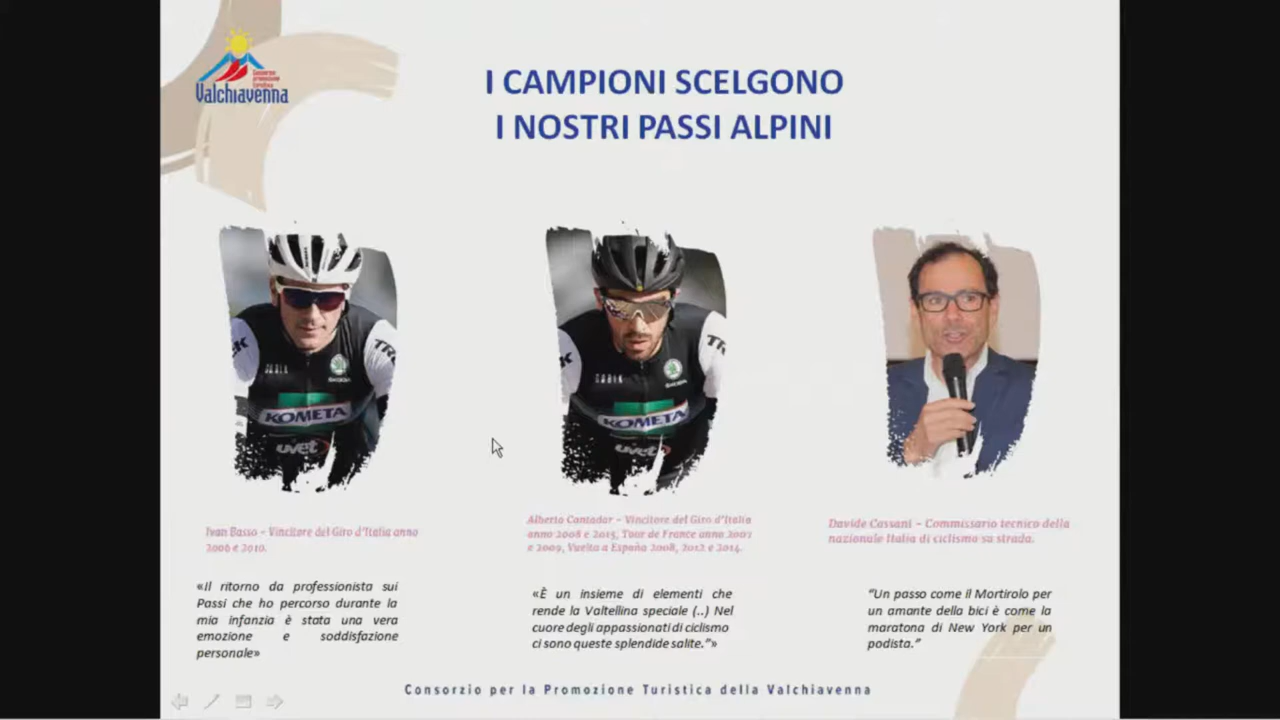 Consorzio
promozione
turistica
Valchiavenna
I CAMPIONI SCELGONO
I NOSTRI PASSI ALPINI
ŠKODA
KOMETA
uvet
ŠKODA
KOMETA
uvet
Ivan Basso – Vincitore del Giro d'Italia anno
2006 e 2010.
Alberto Contador – Vincitore del Giro d'Italia
anno 2008 e 2015, Tour de France anno 2007
e 2009, Vuelta a España 2008, 2012 e 2014.
Davide Cassani – Commissario tecnico della
nazionale Italia di ciclismo su strada.
«Il ritorno da professionista sui
Passi che ho percorso durante la
mia infanzia è stata una vera
emozione e soddisfazione
personale»
«È un insieme di elementi che
rende la Valtellina speciale (..) Nel
cuore degli appassionati di ciclismo
ci sono queste splendide salite."»
"Un passo come il Mortirolo per
un amante della bici è come la
maratona di New York per un
podista."
Consorzio per la Promozione Turistica della Valchiavenna